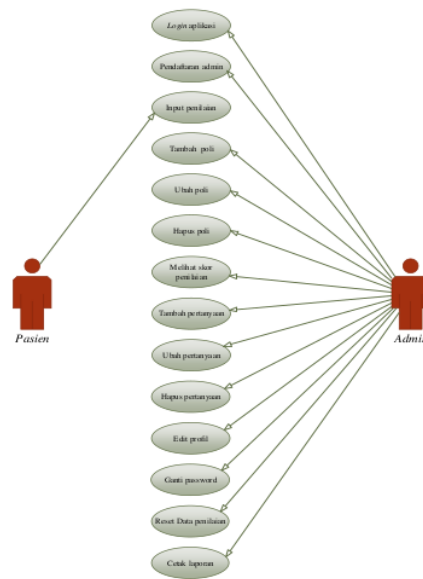 Login aplikasi
Pendaftaran admin
Input penilaian
Tambah poli
Ubah poli
Hapus poli
Melihat skor
penilaian
Tambah pertanyaan
Ubah pertanyaan
Hapus pertanyaan
Edit profil
Ganti password
Reset Data penilaian
Cetak laporan
Pasien
Admin